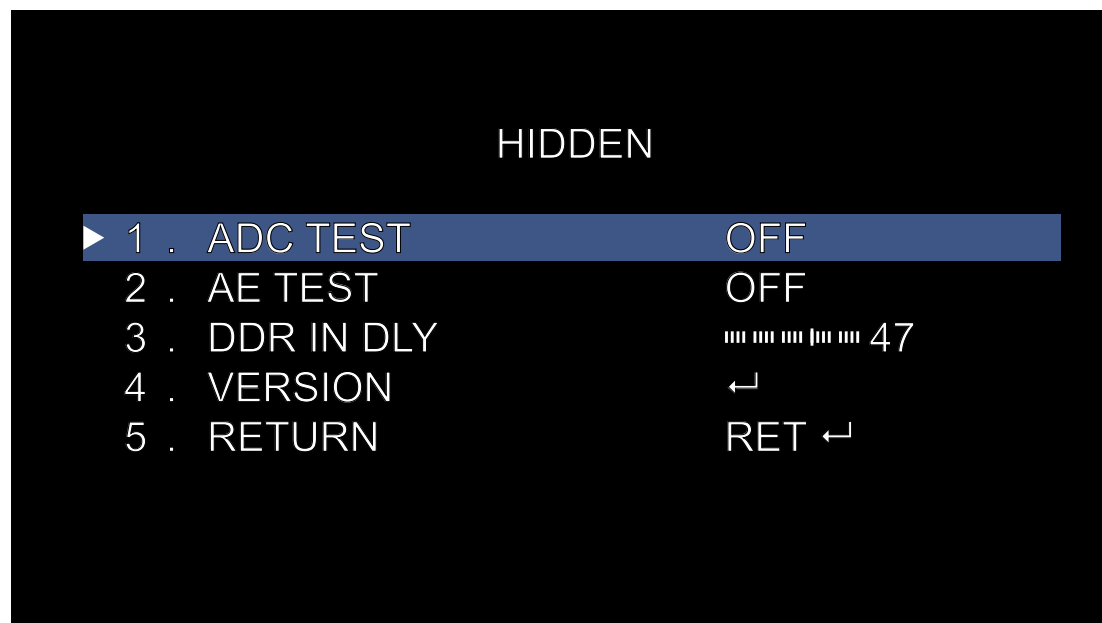 HIDDEN
1 . ADC TEST OFF
2 . AE TEST OFF
3 . DDR IN DLY 47
4 . VERSION ↵
5 . RETURN RET ↵